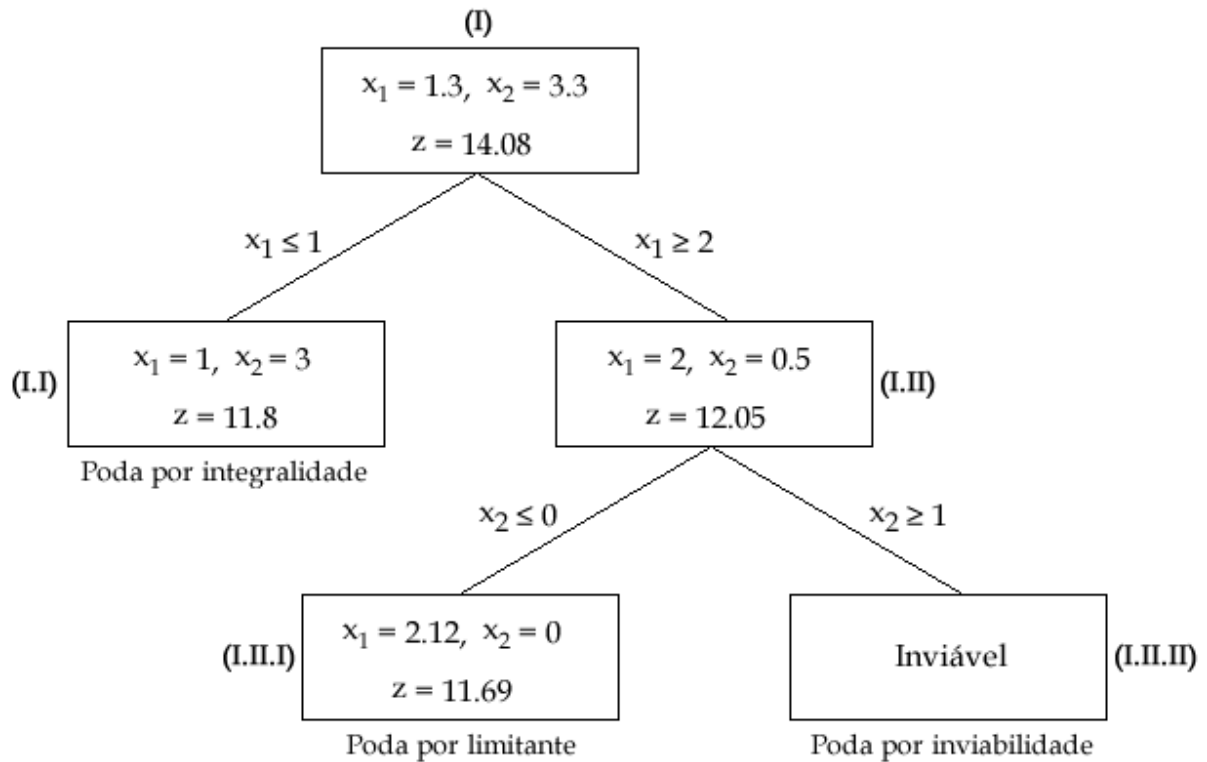 (I)
x₁ = 1.3, x₂ = 3.3
z = 14.08
x₁ ≤ 1
x₁ ≥ 2
(I.I)
x₁ = 1, x₂ = 3
z = 11.8
Poda por integralidade
x₁ = 2, x₂ = 0.5
z = 12.05
(I.II)
x₂ ≤ 0
x₂ ≥ 1
(I.II.I)
x₁ = 2.12, x₂ = 0
z = 11.69
Poda por limitante
Inviável
(I.II.II)
Poda por inviabilidade